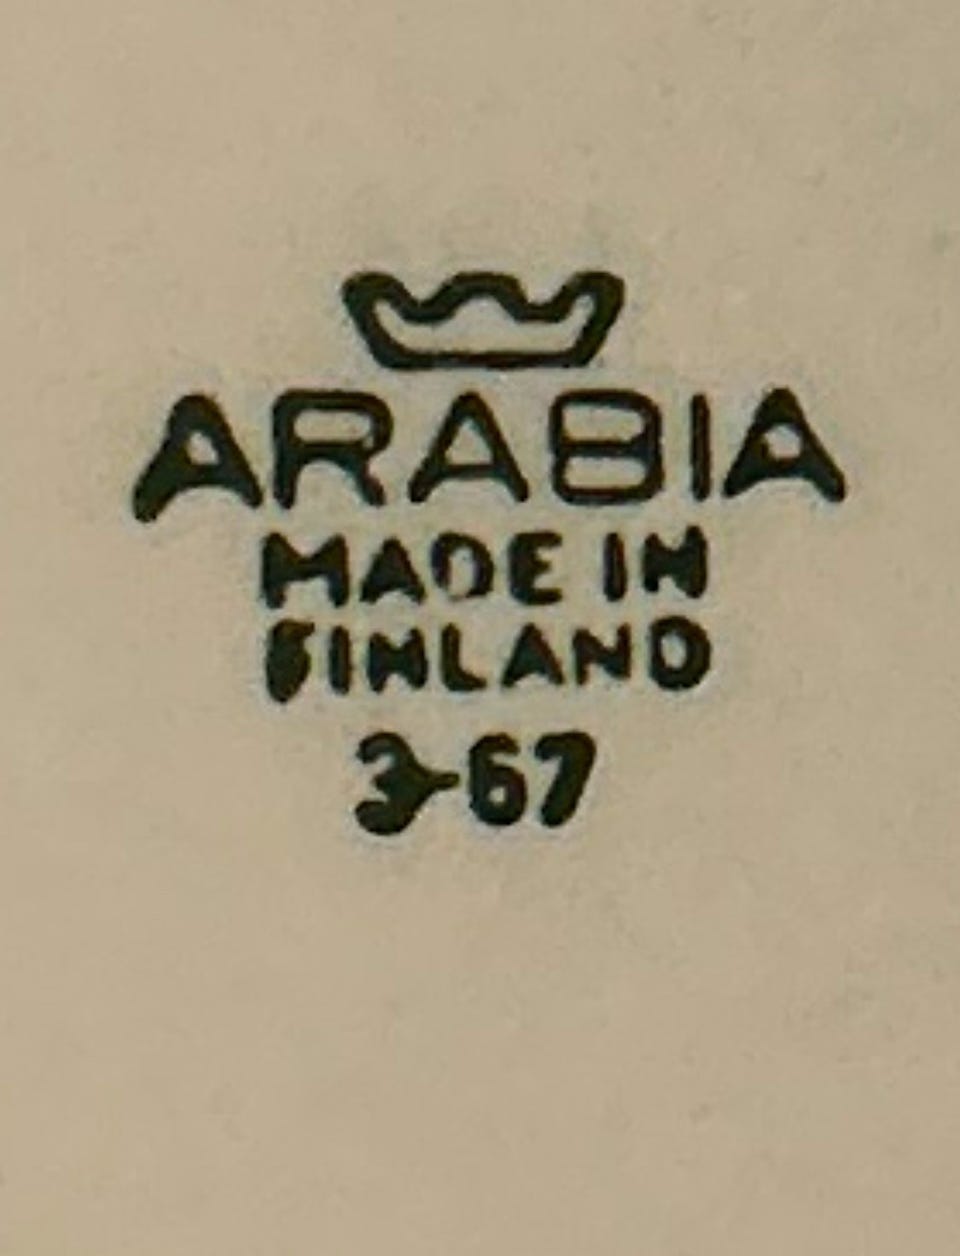 ARABIA
MADE IN
FINLAND
3-67